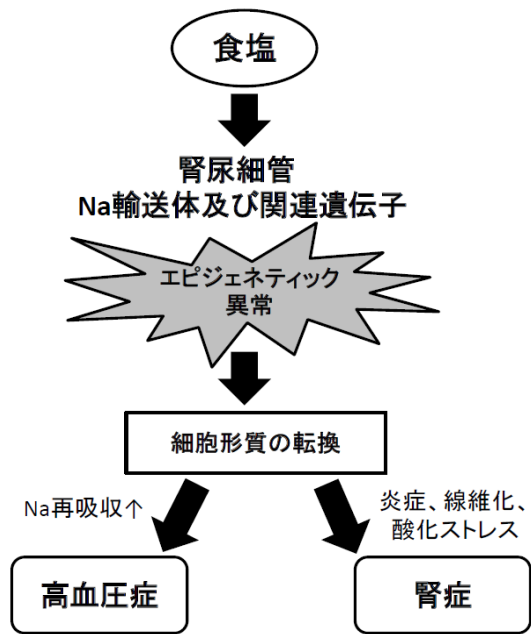 食塩
腎尿細管
Na輸送体及び関連遺伝子
エピジェネティック
異常
細胞形質の転換
Na再吸収↑
炎症、線維化、
酸化ストレス
高血圧症
腎症